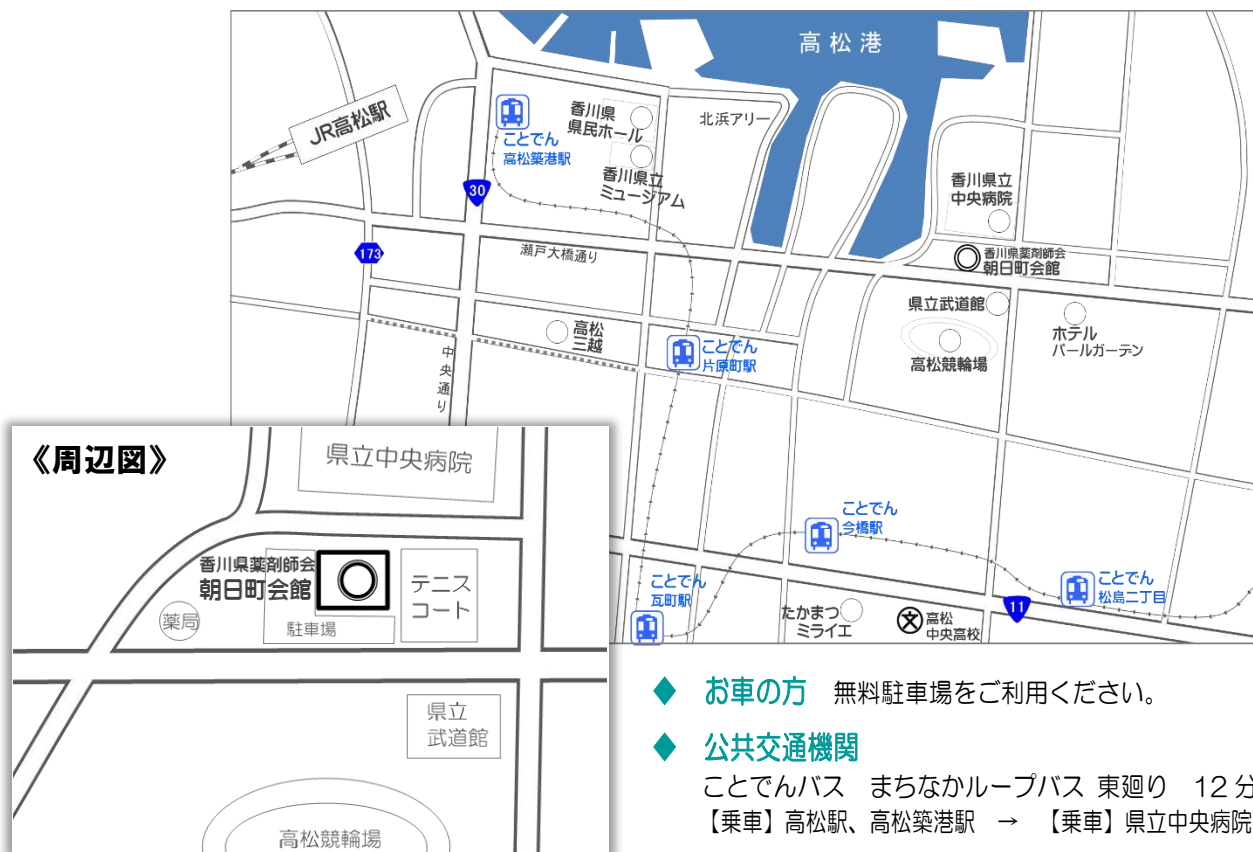 高松港
JR高松駅
ことでん
高松築港駅
香川県
県民ホール
北浜アリー
香川県立
ミュージアム
30
香川県立
中央病院
173
瀬戸大橋通り
香川県薬剤師会
朝日町会館
県立武道館
高松
三越
ホテル
パールガーデン
ことでん
片原町駅
高松競輪場
中央通り
ことでん
今橋駅
ことでん
瓦町駅
ことでん
松島二丁目
たかまつ
ミライエ
文
高松
中央高校
11
《周辺図》
県立中央病院
香川県薬剤師会
朝日町会館
テニス
コート
薬局
駐車場
県立
武道館
高松競輪場
◆ お車の方 無料駐車場をご利用ください。
◆ 公共交通機関
ことでんバス まちなかループバス 東廻り 12分
【乗車】高松駅、高松築港駅 → 【乗車】県立中央病院